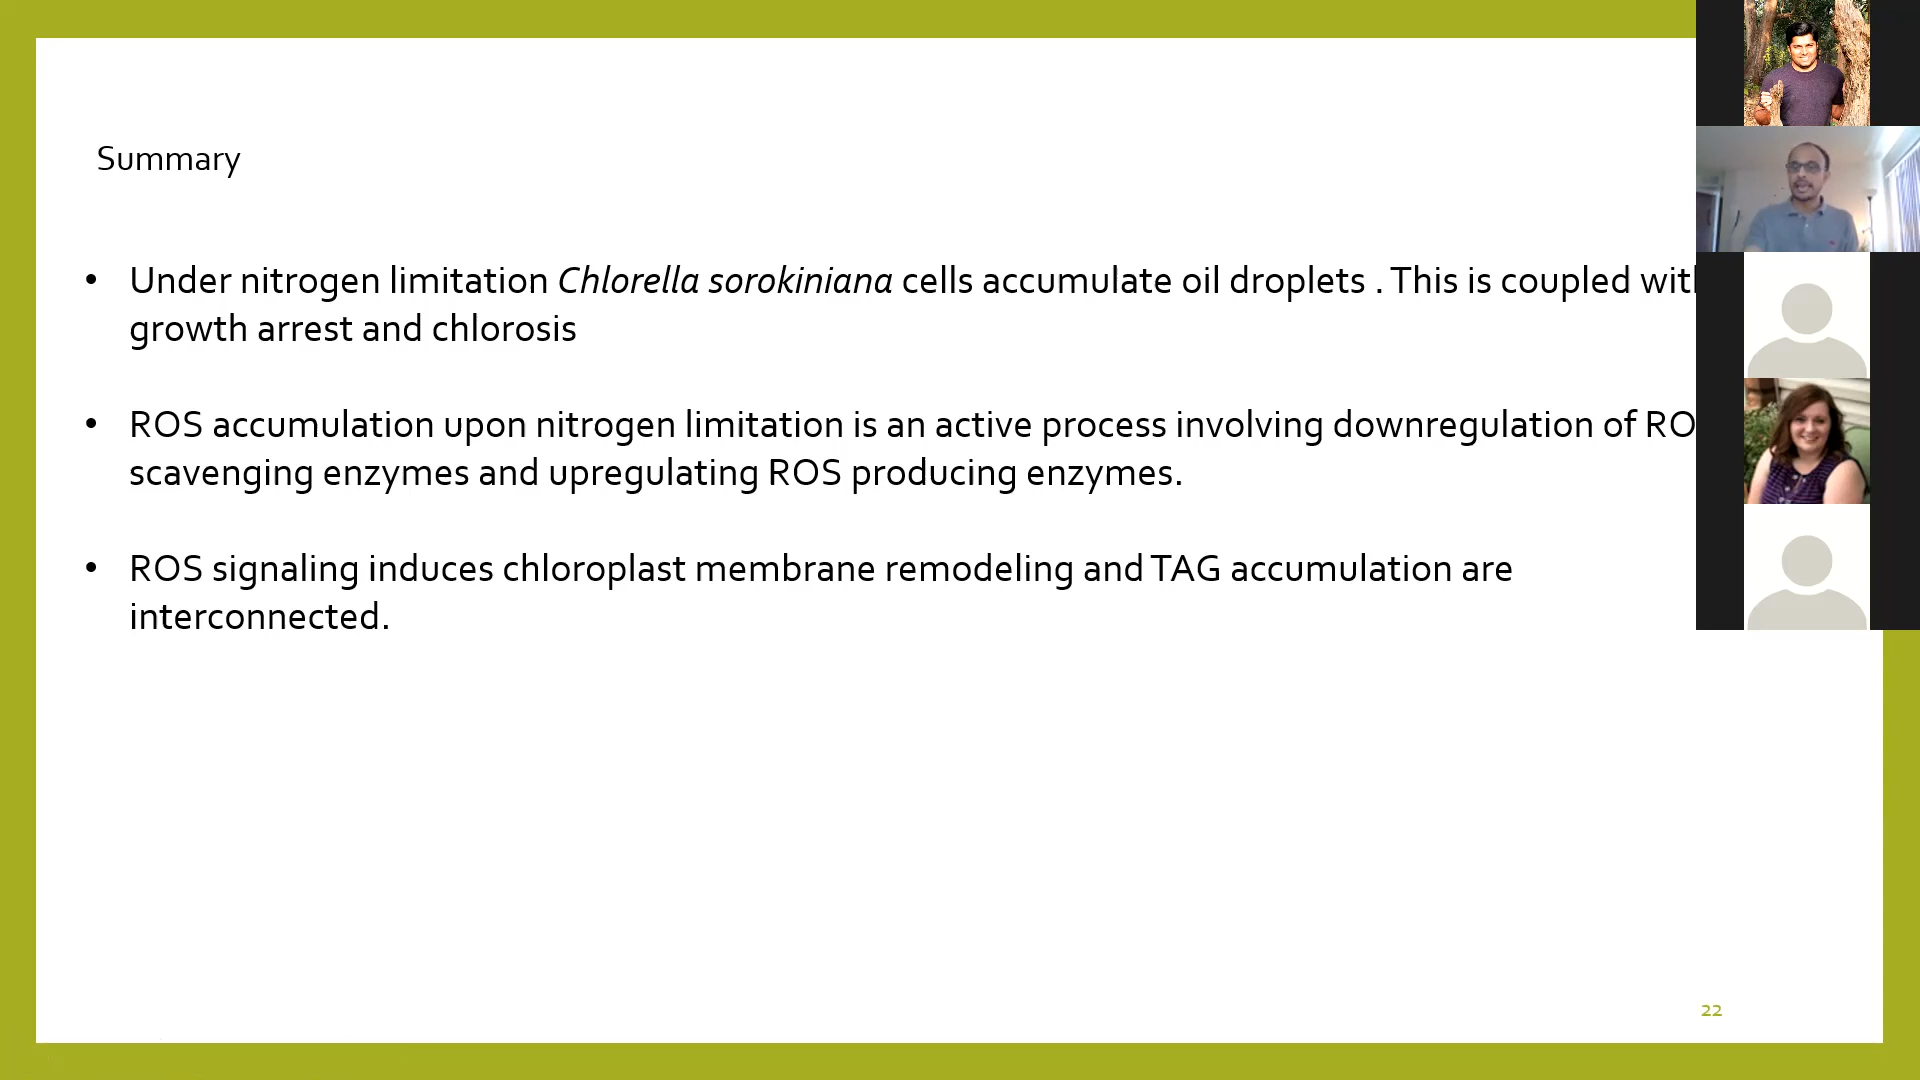 Summary
• Under nitrogen limitation Chlorella sorokiniana cells accumulate oil droplets . This is coupled
growth arrest and chlorosis
• ROS accumulation upon nitrogen limitation is an active process involving downregulation of
scavenging enzymes and upregulating ROS producing enzymes.
• ROS signaling induces chloroplast membrane remodeling and TAG accumulation are
interconnected.
22